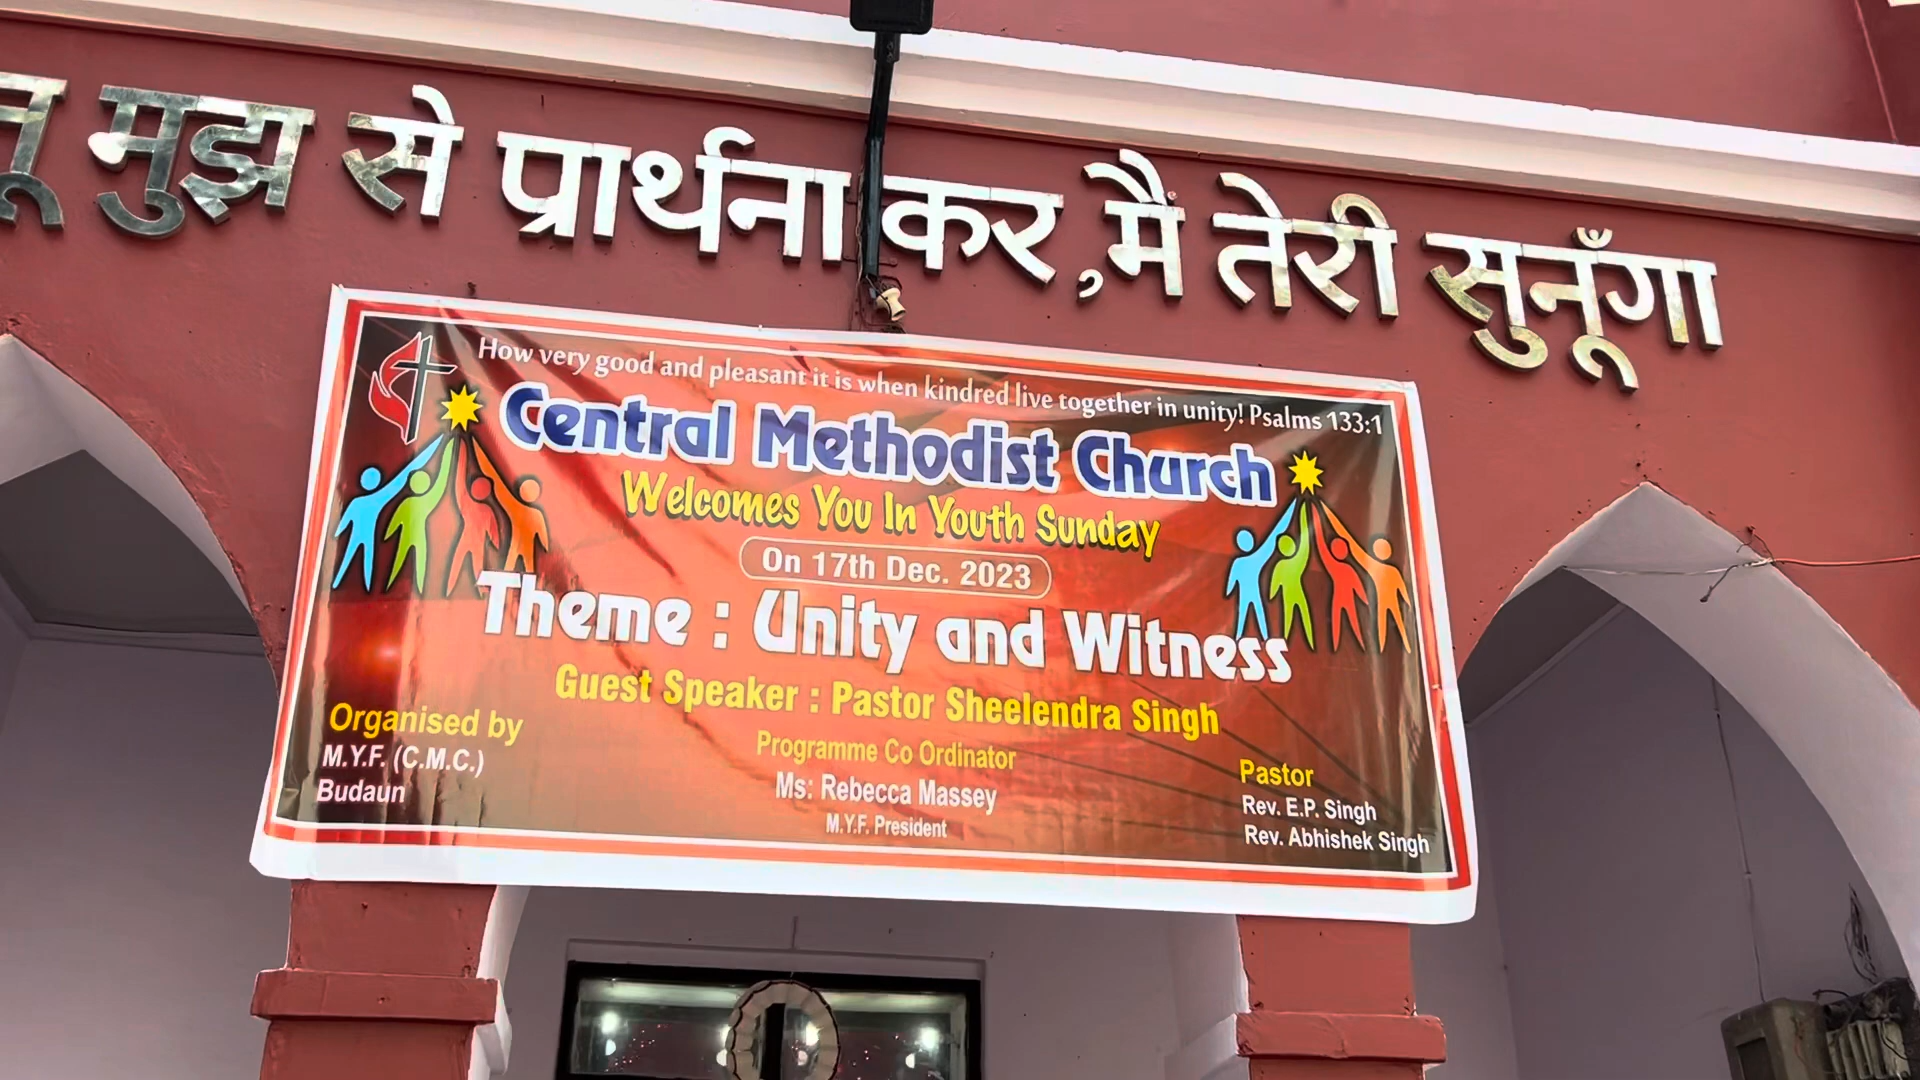 तू मुझ से प्रार्थना कर, मैं तेरी सुनूँगा
How very good and pleasant it is when kindred live together in unity! Psalms 133:1
Central Methodist Church
Welcomes You In Youth Sunday
On 17th Dec. 2023
Theme : Unity and Witness
Guest Speaker : Pastor Sheelendra Singh
Organised by
M.Y.F. (C.M.C.)
Budaun
Programme Co Ordinator
Ms: Rebecca Massey
M.Y.F. President
Pastor
Rev. E.P. Singh
Rev. Abhishek Singh